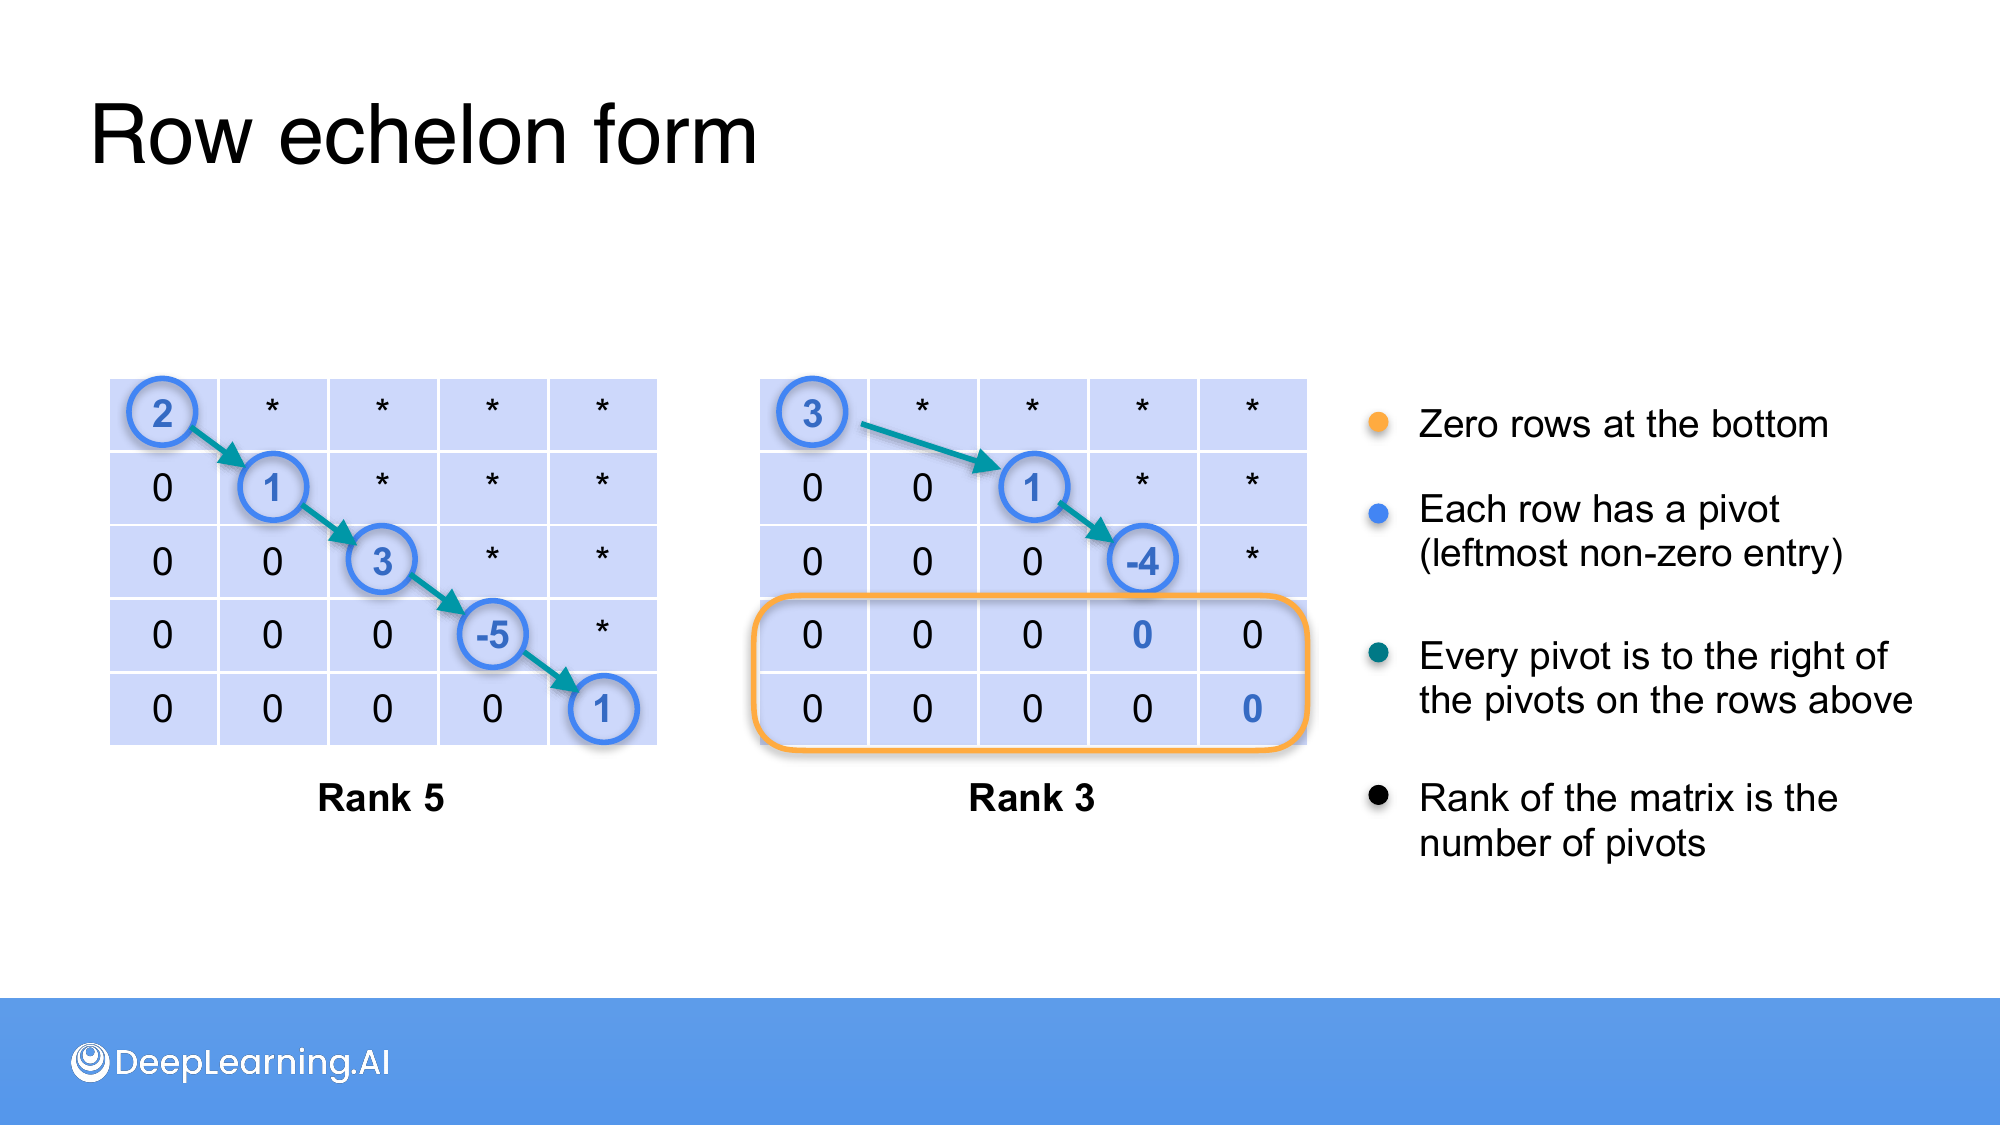 Row echelon form
2 * * * *
0 1 * * *
0 0 3 * *
0 0 0 -5 *
0 0 0 0 1
Rank 5
3 * * * *
0 0 1 * *
0 0 0 -4 *
0 0 0 0 0
0 0 0 0 0
Rank 3
Zero rows at the bottom
Each row has a pivot
(leftmost non-zero entry)
Every pivot is to the right of
the pivots on the rows above
Rank of the matrix is the
number of pivots
DeepLearning.AI